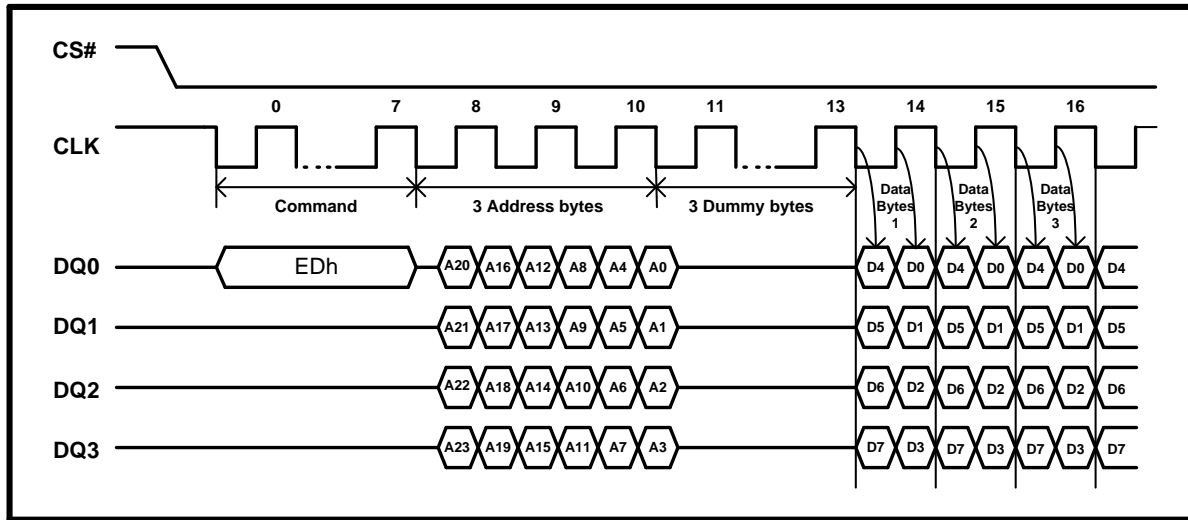 CS#
0 7 8 9 10 11 13 14 15 16
CLK
Command 3 Address bytes 3 Dummy bytes
Data Bytes 1
Data Bytes 2
Data Bytes 3
DQ0 EDh A20 A16 A12 A8 A4 A0 D4 D0 D4 D0 D4 D0 D4
DQ1 A21 A17 A13 A9 A5 A1 D5 D1 D5 D1 D5 D1 D5
DQ2 A22 A18 A14 A10 A6 A2 D6 D2 D6 D2 D6 D2 D6
DQ3 A23 A19 A15 A11 A7 A3 D7 D3 D7 D3 D7 D3 D7